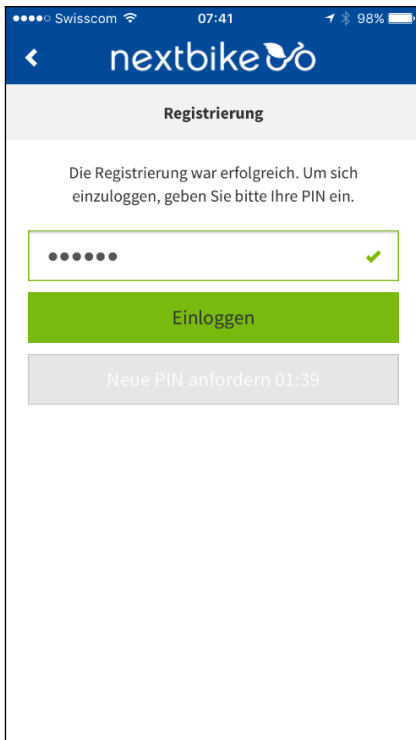 Swisscom 07:41 98%
nextbike
Registrierung
Die Registrierung war erfolgreich. Um sich
einzuloggen, geben Sie bitte Ihre PIN ein.
●●●●●●
Einloggen
Neue PIN anfordern 01:39